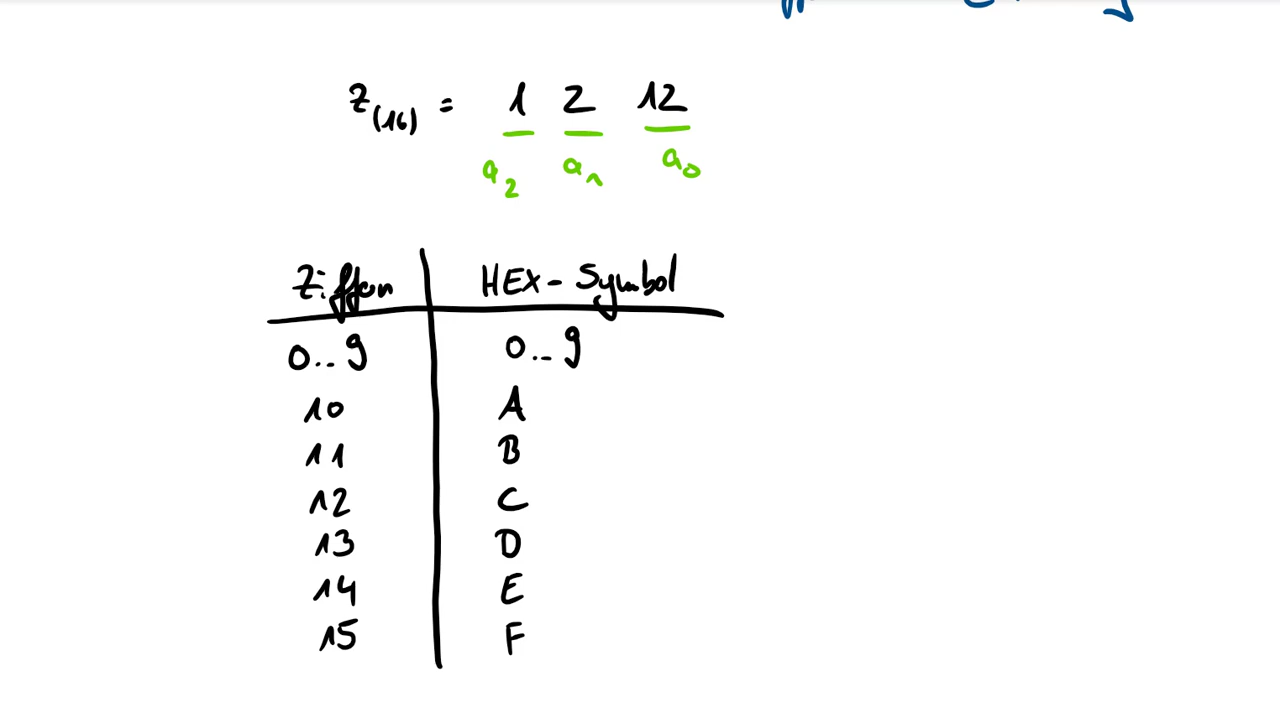 Z(16) = 1 2 12
a2 a1 a0
Ziffern HEX-Symbol
0..9 0..9
10 A
11 B
12 C
13 D
14 E
15 F